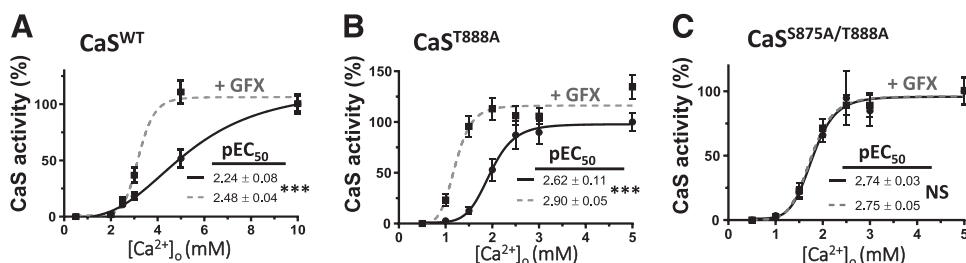 A
CaS^WT
CaS activity (%)
100
50
0
0 2 4 6 8 10
[Ca²⁺]ₒ (mM)
+ GFX
pEC₅₀
2.24 ± 0.08
2.48 ± 0.04
***
B
CaS^T888A
CaS activity (%)
150
100
50
0
0 1 2 3 4 5
[Ca²⁺]ₒ (mM)
+ GFX
pEC₅₀
2.62 ± 0.11
2.90 ± 0.05
***
C
CaS^S875A/T888A
CaS activity (%)
100
50
0
0 1 2 3 4 5
[Ca²⁺]ₒ (mM)
+ GFX
pEC₅₀
2.74 ± 0.03
2.75 ± 0.05
NS